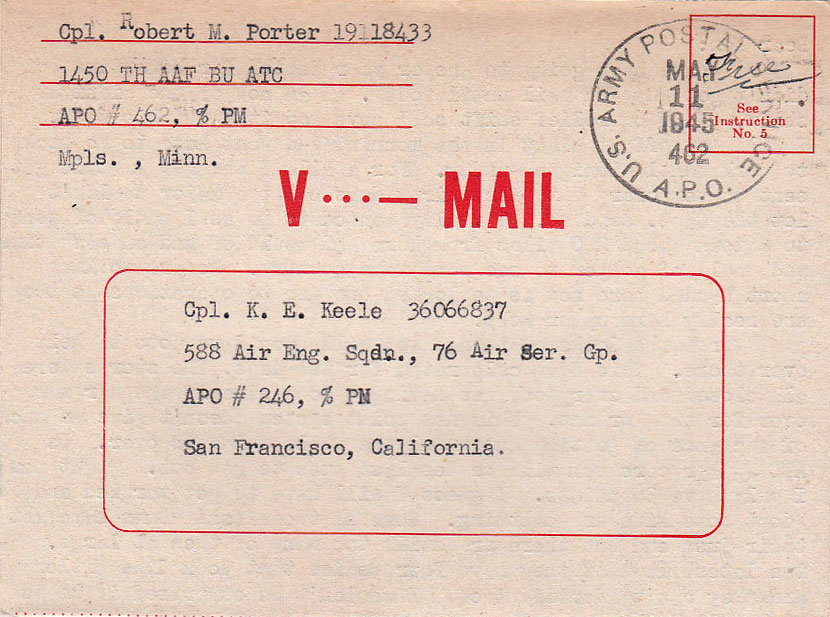 Cpl. Robert M. Porter 19118433
1450 TH AAF BU ATC
APO # 462, % PM
Mpls. , Minn.
U.S. ARMY POSTAL SERVICE
MAY
11
1945
462
A.P.O.
Free
See
Instruction
No. 5
V ···— MAIL
Cpl. K. E. Keele 36066837
588 Air Eng. Sqdn., 76 Air Ser. Gp.
APO # 246, % PM
San Francisco, California.